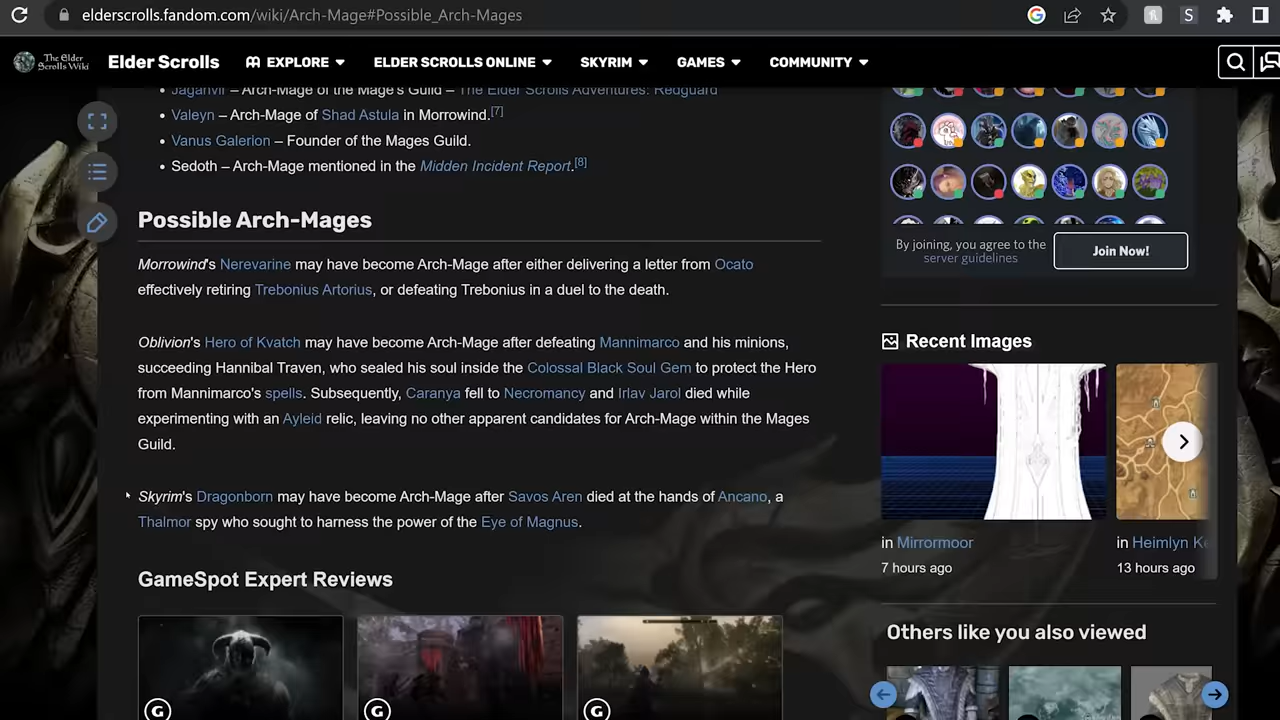 elderscrolls.fandom.com/wiki/Arch-Mage#Possible_Arch-Mages
The Elder Scrolls Wiki
Elder Scrolls EXPLORE ELDER SCROLLS ONLINE SKYRIM GAMES COMMUNITY
Jaganvir – Arch-Mage of the Mage's Guild – The Elder Scrolls Adventures: Redguard
Valeyn – Arch-Mage of Shad Astula in Morrowind.[7]
Vanus Galerion – Founder of the Mages Guild.
Sedoth – Arch-Mage mentioned in the Midden Incident Report.[8]
Possible Arch-Mages
Morrowind's Nerevarine may have become Arch-Mage after either delivering a letter from Ocato
effectively retiring Trebonius Artorius, or defeating Trebonius in a duel to the death.
Oblivion's Hero of Kvatch may have become Arch-Mage after defeating Mannimarco and his minions,
succeeding Hannibal Traven, who sealed his soul inside the Colossal Black Soul Gem to protect the Hero
from Mannimarco's spells. Subsequently, Caranya fell to Necromancy and Irlav Jarol died while
experimenting with an Ayleid relic, leaving no other apparent candidates for Arch-Mage within the Mages
Guild.
Skyrim's Dragonborn may have become Arch-Mage after Savos Aren died at the hands of Ancano, a
Thalmor spy who sought to harness the power of the Eye of Magnus.
GameSpot Expert Reviews
G G G
By joining, you agree to the
server guidelines
Join Now!
Recent Images
in Mirrormoor
7 hours ago
in Heimlyn Ke
13 hours ago
Others like you also viewed